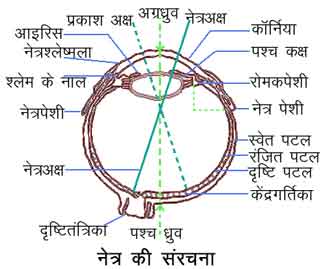 प्रकाश अक्ष
अग्रध्रुव
नेत्रअक्ष
कॉर्निया
आइरिस
नेत्रश्लेष्मला
पश्च कक्ष
श्लेम के नाल
रोमकपेशी
नेत्रपेशी
नेत्र पेशी
स्वेत पटल
रंजित पटल
दृष्टि पटल
नेत्रअक्ष
केंद्रगर्तिका
दृष्टितंत्रिका
पश्च ध्रुव
नेत्र की संरचना